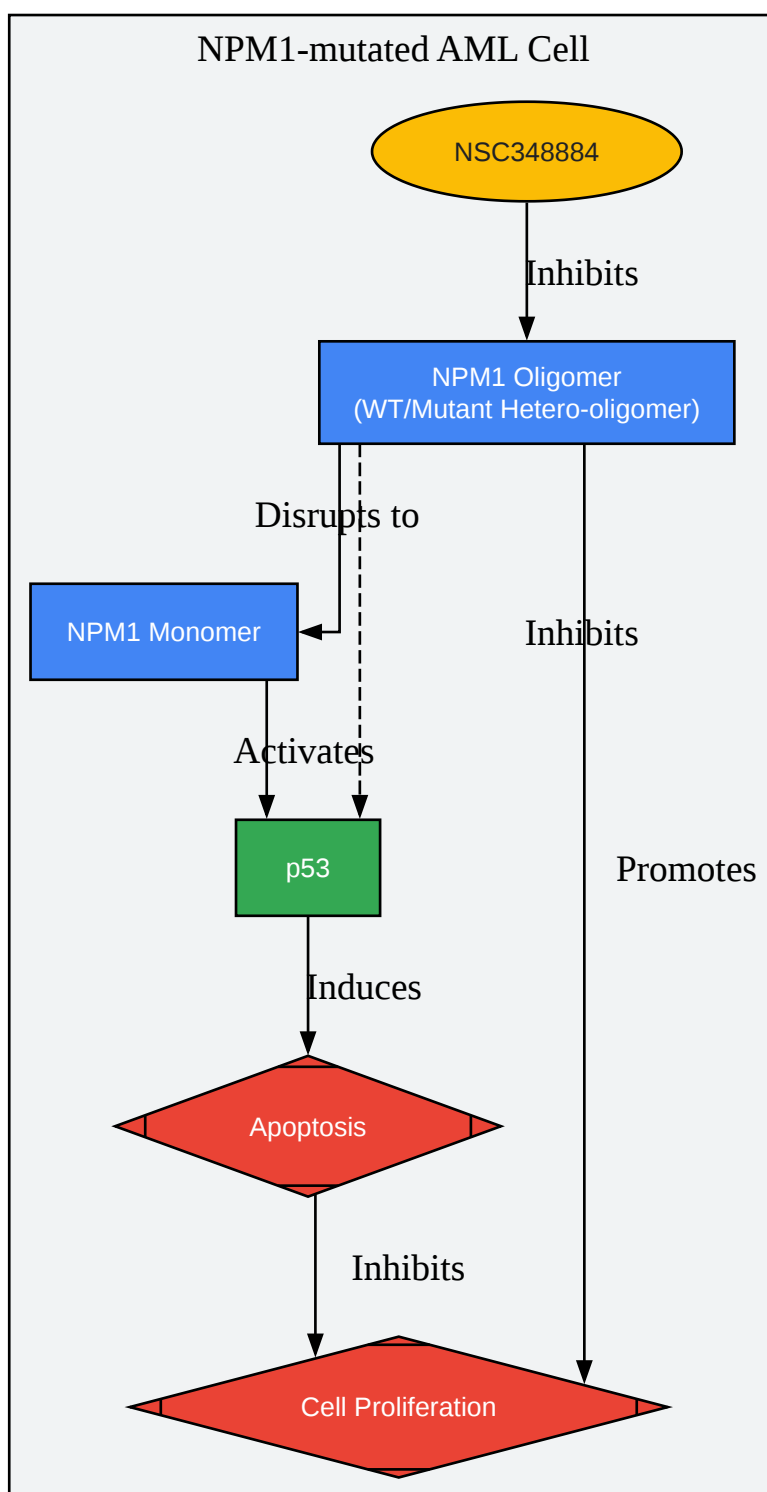 NPM1-mutated AML Cell
NSC348884
Inhibits
NPM1 Oligomer
(WT/Mutant Hetero-oligomer)
Disrupts to
NPM1 Monomer
Inhibits
Activates
p53
Promotes
Induces
Apoptosis
Inhibits
Cell Proliferation